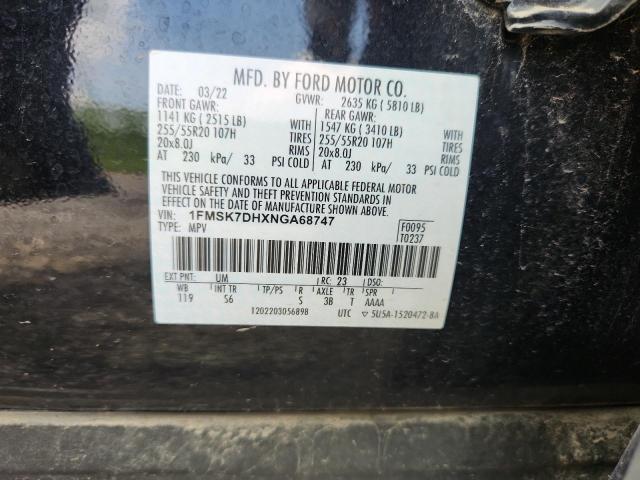 MFD. BY FORD MOTOR CO.
DATE: 03/22 GVWR: 2635 KG ( 5810 LB)
FRONT GAWR: REAR GAWR:
1141 KG ( 2515 LB) WITH 1547 KG ( 3410 LB) WITH
255/55R20 107H TIRES 255/55R20 107H TIRES
20x8.0J RIMS 20x8.0J RIMS
AT 230 kPa/ 33 PSI COLD AT 230 kPa/ 33 PSI COLD
THIS VEHICLE CONFORMS TO ALL APPLICABLE FEDERAL MOTOR
VEHICLE SAFETY AND THEFT PREVENTION STANDARDS IN
EFFECT ON THE DATE OF MANUFACTURE SHOWN ABOVE.
VIN: 1FMSK7DHXNGA68747 F0095
TYPE: MPV T0237
EXT PNT: UM RC: 23 DSO:
WB INT TR TP/PS R AXLE TR SPR
119 S6 S 3B T AAAA
1202203056898 UTC ▽ 5U5A-1520472-BA